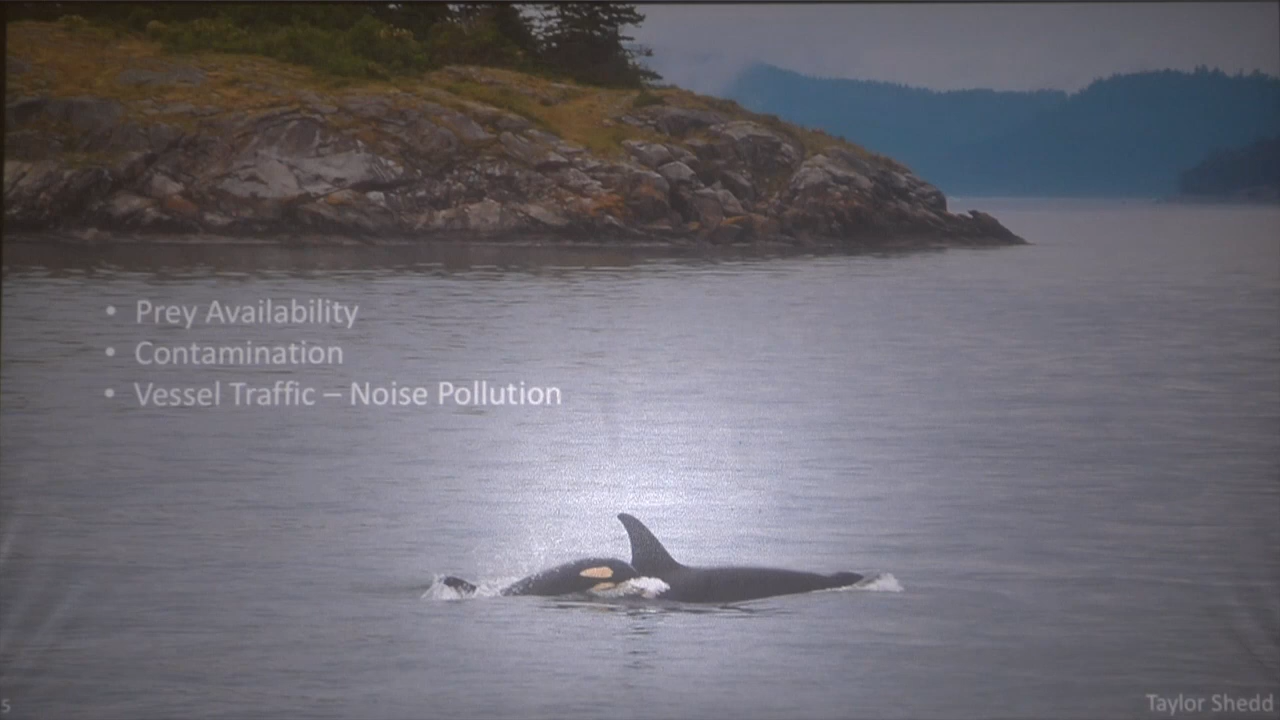 • Prey Availability
• Contamination
• Vessel Traffic – Noise Pollution
5
Taylor Shedd